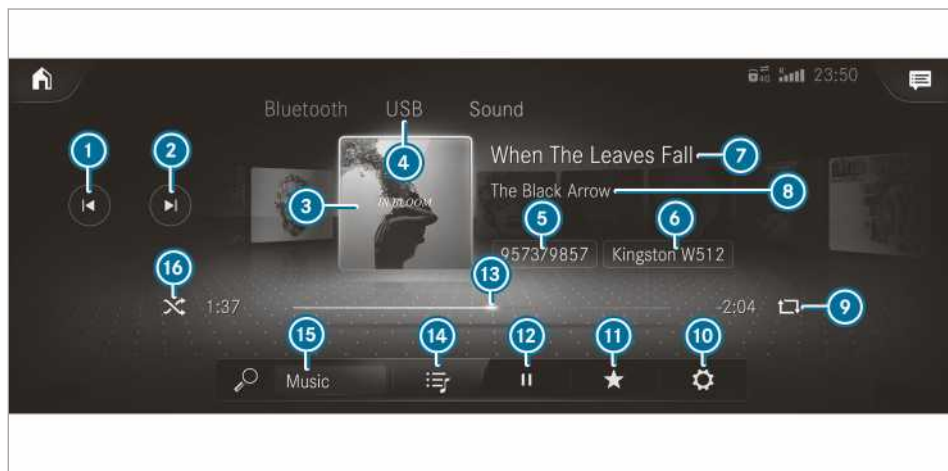 23:50
Bluetooth USB Sound
1 2 4 When The Leaves Fall 7
3 IN BLOOM The Black Arrow 8
5 6
957379857 Kingston W512
16 13
1:37 -2:04 9
15 14 12 11 10
Music